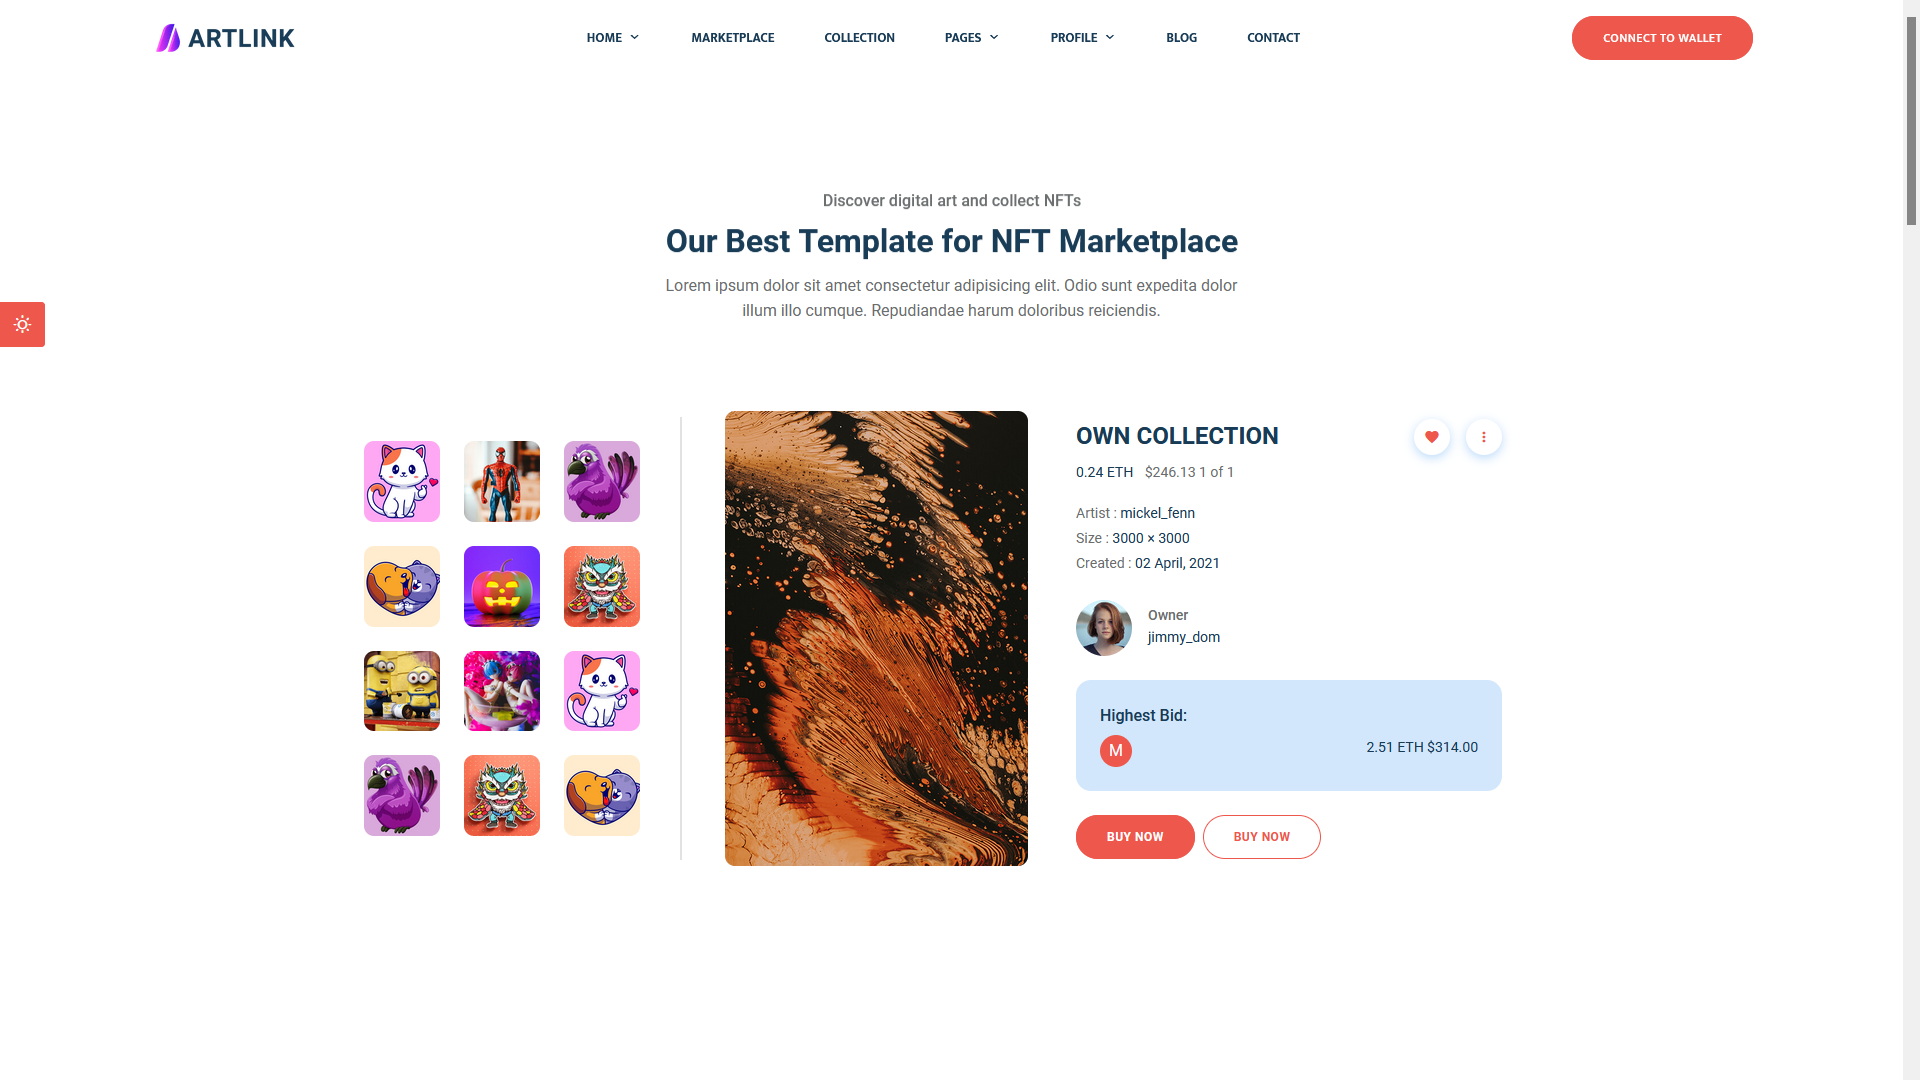 ARTLINK
HOME
MARKETPLACE
COLLECTION
PAGES
PROFILE
BLOG
CONTACT
CONNECT TO WALLET
Discover digital art and collect NFTs
Our Best Template for NFT Marketplace
Lorem ipsum dolor sit amet consectetur adipisicing elit. Odio sunt expedita dolor
illum illo cumque. Repudiandae harum doloribus reiciendis.
OWN COLLECTION
0.24 ETH $246.13 1 of 1
Artist : mickel_fenn
Size : 3000 × 3000
Created : 02 April, 2021
Owner
jimmy_dom
Highest Bid:
M
2.51 ETH $314.00
BUY NOW
BUY NOW